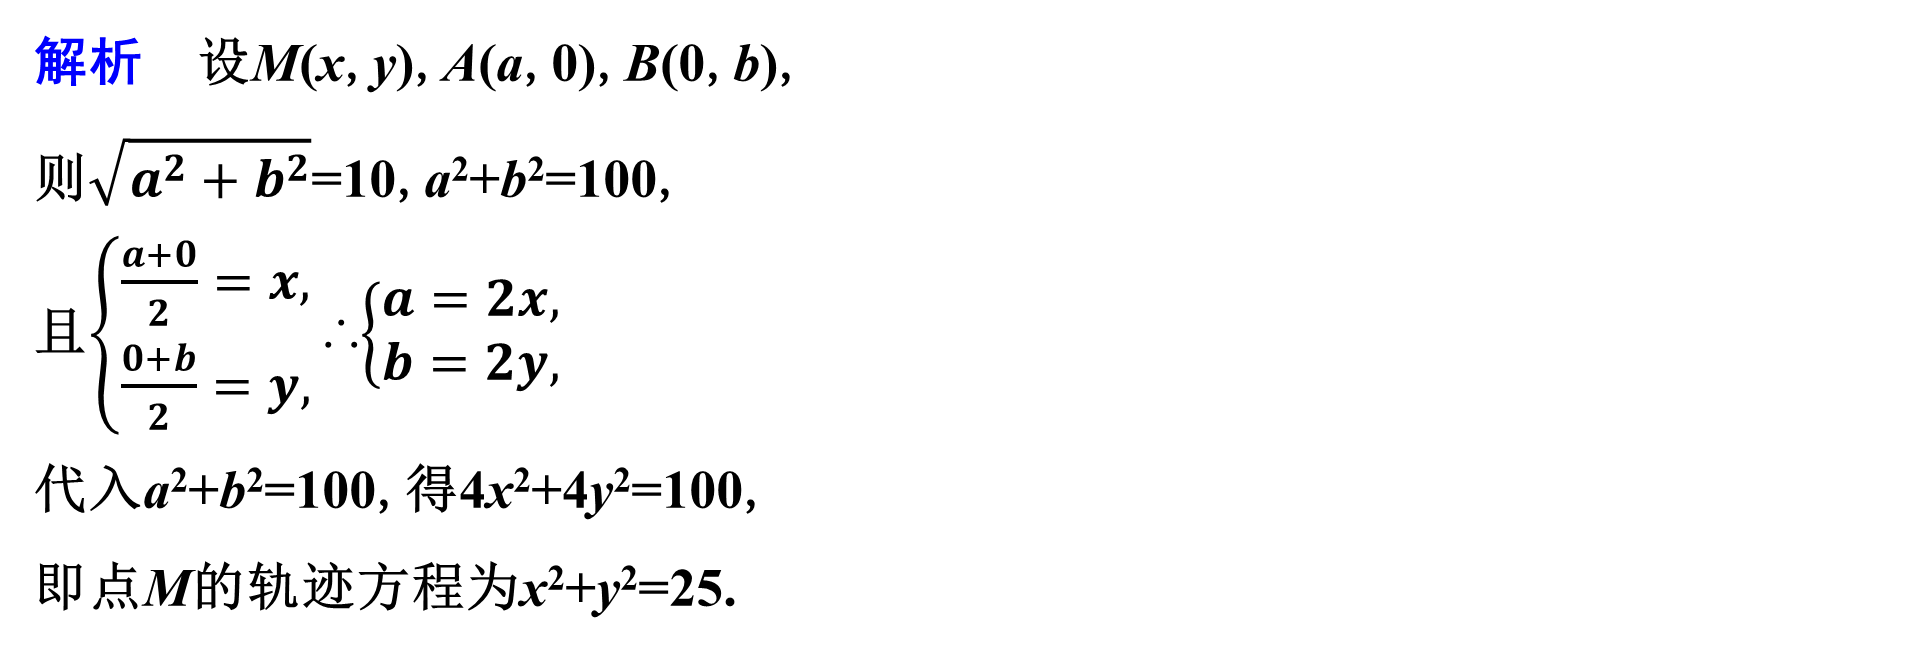 解析 设M(x, y), A(a, 0), B(0, b),
则√(a²+b²)=10, a²+b²=100,
且{(a+0)/2 = x, (0+b)/2 = y, ∴{a = 2x, b = 2y,
代入a²+b²=100, 得4x²+4y²=100,
即点M的轨迹方程为x²+y²=25.